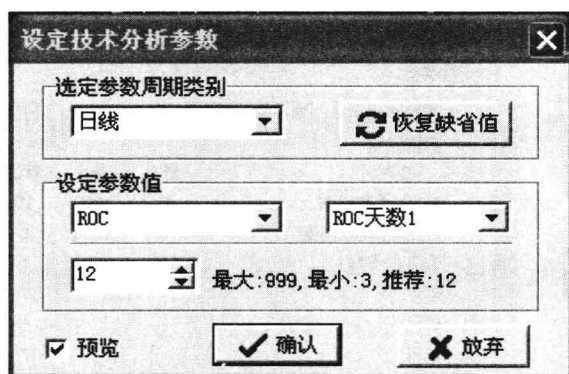 设定技术分析参数
选定参数周期类别
日线 恢复缺省值
设定参数值
ROC ROC天数1
12 最大:999,最小:3,推荐:12
预览 确认 放弃